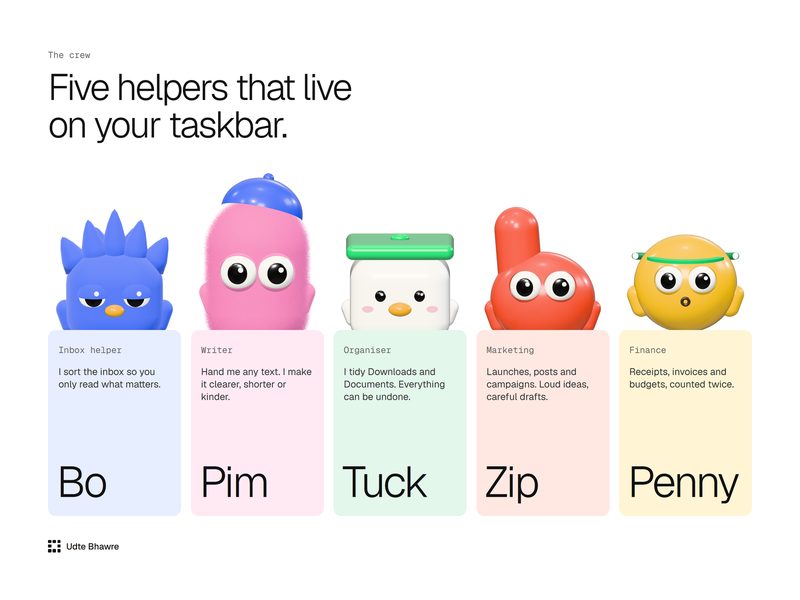 The crew
Five helpers that live
on your taskbar.
Inbox helper
I sort the inbox so you
only read what matters.
Bo
Writer
Hand me any text. I make
it clearer, shorter or
kinder.
Pim
Organiser
I tidy Downloads and
Documents. Everything
can be undone.
Tuck
Marketing
Launches, posts and
campaigns. Loud ideas,
careful drafts.
Zip
Finance
Receipts, invoices and
budgets, counted twice.
Penny
Udte Bhawre